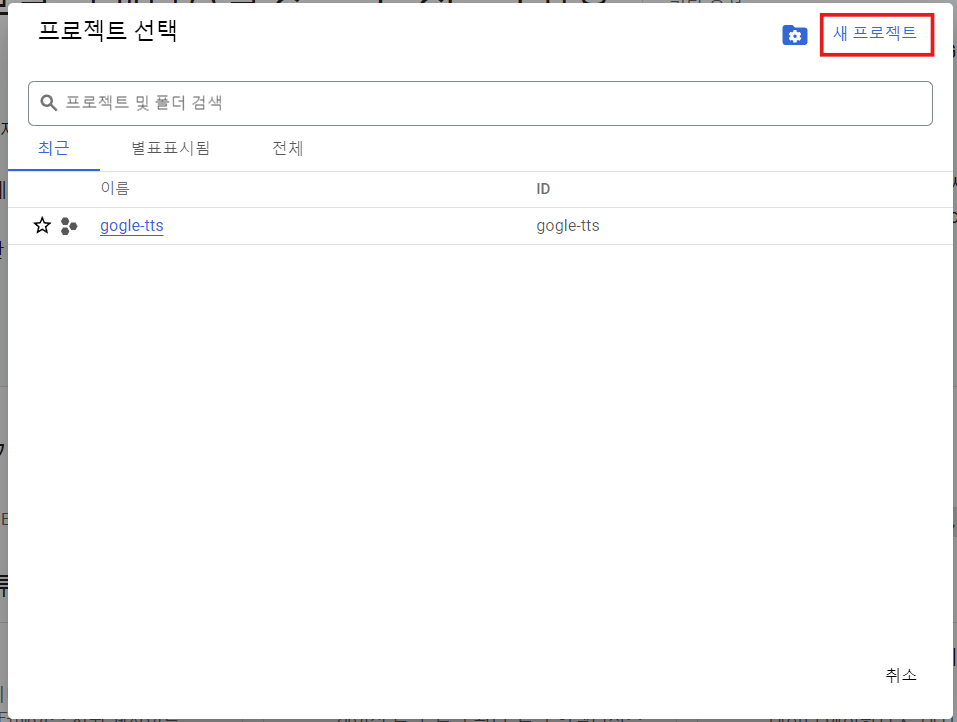 프로젝트 선택
새 프로젝트
프로젝트 및 폴더 검색
최근 별표표시됨 전체
이름 ID
gogle-tts gogle-tts
취소